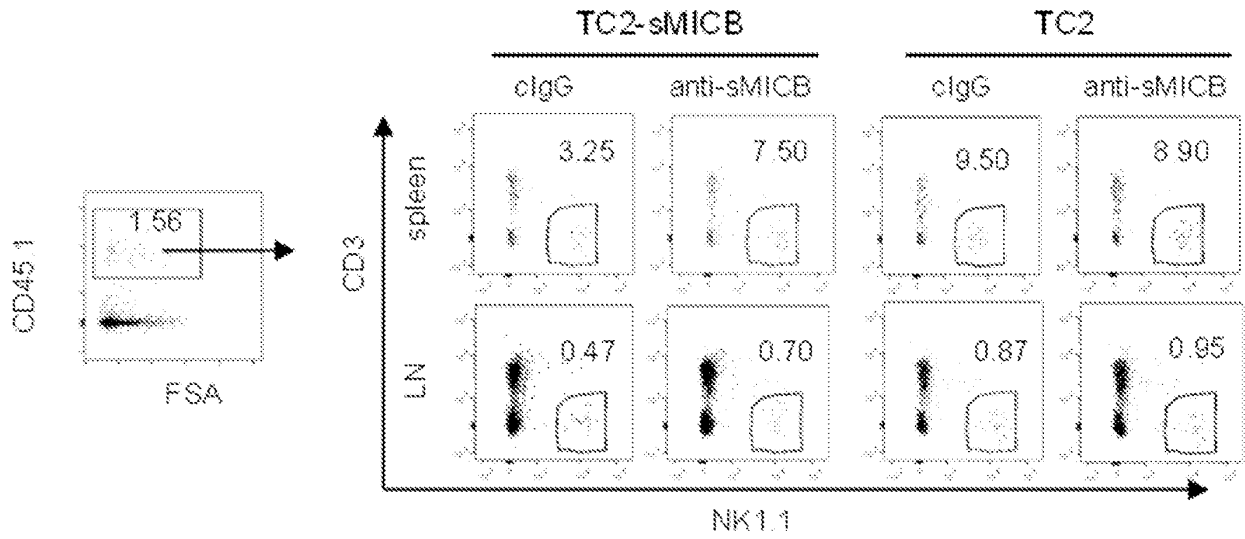 TC2-sMICB TC2
cIgG anti-sMICB cIgG anti-sMICB
spleen 3.25 7.50 9.50 8.90
CD45.1 1.56 CD3
LN 0.47 0.70 0.87 0.95
FSA
NK1.1